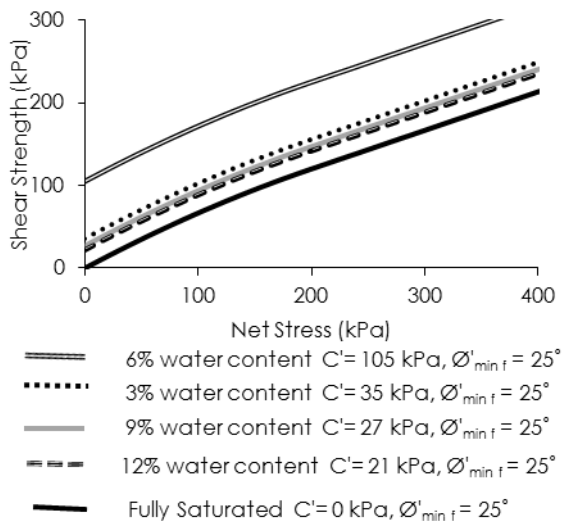 300
200
100
0
Shear Strength (kPa)
0 100 200 300 400
Net Stress (kPa)
6% water content C'= 105 kPa, Ø'min f = 25°
3% water content C'= 35 kPa, Ø'min f = 25°
9% water content C'= 27 kPa, Ø'min f = 25°
12% water content C'= 21 kPa, Ø'min f = 25°
Fully Saturated C'= 0 kPa, Ø'min f = 25°